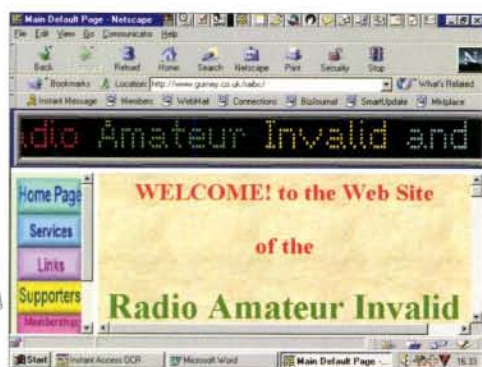 Main Default Page - Netscape
File Edit View Go Communicator Help
Back Reload Home Search Netscape Print Security Stop
Bookmarks Location: http://www.gurney.co.uk/raibc/ What's Related
Instant Message Members WebMail Connections BizJournal SmartUpdate Mktplace
adio Amateur Invalid and
Home Page
Services
Links
Supporters
Membership
WELCOME! to the Web Site
of the
Radio Amateur Invalid
Start Instant Access OCR Microsoft Word Main Default Page -... 16:33